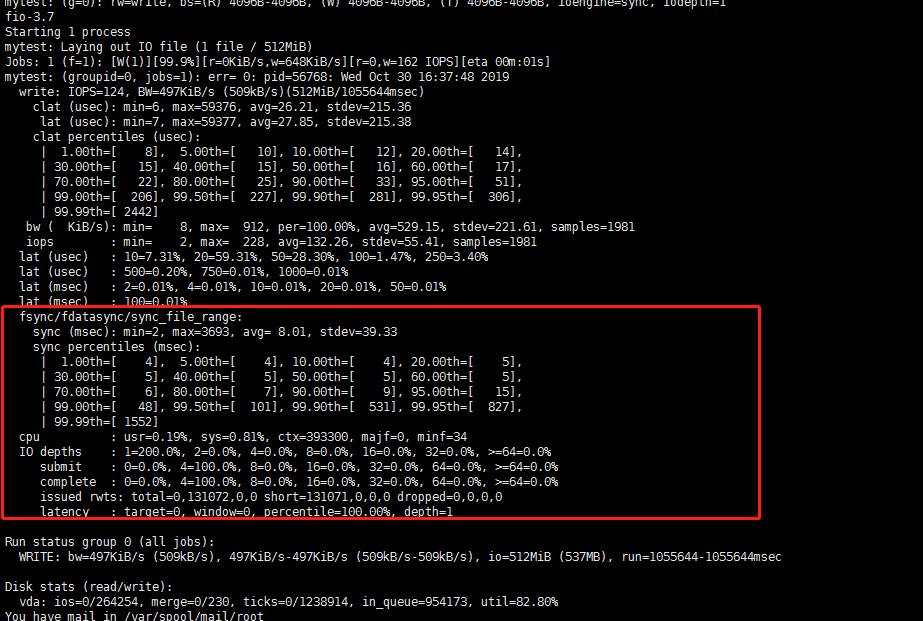 mytest: (g=0): rw=write, bs=(R) 4096B-4096B, (W) 4096B-4096B, (T) 4096B-4096B, ioengine=sync, iodepth=1
fio-3.7
Starting 1 process
mytest: Laying out IO file (1 file / 512MiB)
Jobs: 1 (f=1): [W(1)][99.9%][r=0KiB/s,w=648KiB/s][r=0,w=162 IOPS][eta 00m:01s]
mytest: (groupid=0, jobs=1): err= 0: pid=56768: Wed Oct 30 16:37:48 2019
  write: IOPS=124, BW=497KiB/s (509kB/s)(512MiB/1055644msec)
    clat (usec): min=6, max=59376, avg=26.21, stdev=215.36
     lat (usec): min=7, max=59377, avg=27.85, stdev=215.38
    clat percentiles (usec):
     |  1.00th=[    8],  5.00th=[   10], 10.00th=[   12], 20.00th=[   14],
     | 30.00th=[   15], 40.00th=[   15], 50.00th=[   16], 60.00th=[   17],
     | 70.00th=[   22], 80.00th=[   25], 90.00th=[   33], 95.00th=[   51],
     | 99.00th=[  206], 99.50th=[  227], 99.90th=[  281], 99.95th=[  306],
     | 99.99th=[ 2442]
   bw (  KiB/s): min=    8, max=  912, per=100.00%, avg=529.15, stdev=221.61, samples=1981
   iops        : min=    2, max=  228, avg=132.26, stdev=55.41, samples=1981
  lat (usec)   : 10=7.31%, 20=59.31%, 50=28.30%, 100=1.47%, 250=3.40%
  lat (usec)   : 500=0.20%, 750=0.01%, 1000=0.01%
  lat (msec)   : 2=0.01%, 4=0.01%, 10=0.01%, 20=0.01%, 50=0.01%
  lat (msec)   : 100=0.01%
  fsync/fdatasync/sync_file_range:
    sync (msec): min=2, max=3693, avg= 8.01, stdev=39.33
    sync percentiles (msec):
     |  1.00th=[    4],  5.00th=[    4], 10.00th=[    4], 20.00th=[    5],
     | 30.00th=[    5], 40.00th=[    5], 50.00th=[    5], 60.00th=[    5],
     | 70.00th=[    6], 80.00th=[    7], 90.00th=[    9], 95.00th=[   15],
     | 99.00th=[   48], 99.50th=[  101], 99.90th=[  531], 99.95th=[  827],
     | 99.99th=[ 1552]
  cpu          : usr=0.19%, sys=0.81%, ctx=393300, majf=0, minf=34
  IO depths    : 1=200.0%, 2=0.0%, 4=0.0%, 8=0.0%, 16=0.0%, 32=0.0%, >=64=0.0%
     submit    : 0=0.0%, 4=100.0%, 8=0.0%, 16=0.0%, 32=0.0%, 64=0.0%, >=64=0.0%
     complete  : 0=0.0%, 4=100.0%, 8=0.0%, 16=0.0%, 32=0.0%, 64=0.0%, >=64=0.0%
     issued rwts: total=0,131072,0,0 short=131071,0,0,0 dropped=0,0,0,0
     latency   : target=0, window=0, percentile=100.00%, depth=1
Run status group 0 (all jobs):
  WRITE: bw=497KiB/s (509kB/s), 497KiB/s-497KiB/s (509kB/s-509kB/s), io=512MiB (537MB), run=1055644-1055644msec
Disk stats (read/write):
  vda: ios=0/264254, merge=0/230, ticks=0/1238914, in_queue=954173, util=82.80%
You have mail in /var/spool/mail/root